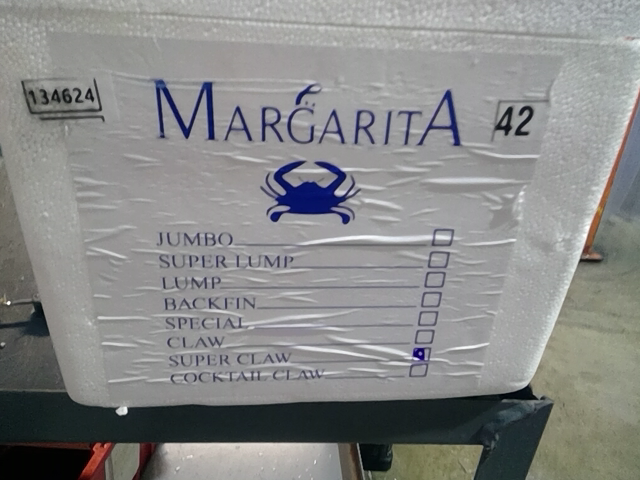 134624
MARGARITA
42
JUMBO
SUPER LUMP
LUMP
BACKFIN
SPECIAL
CLAW
SUPER CLAW
COCKTAIL CLAW